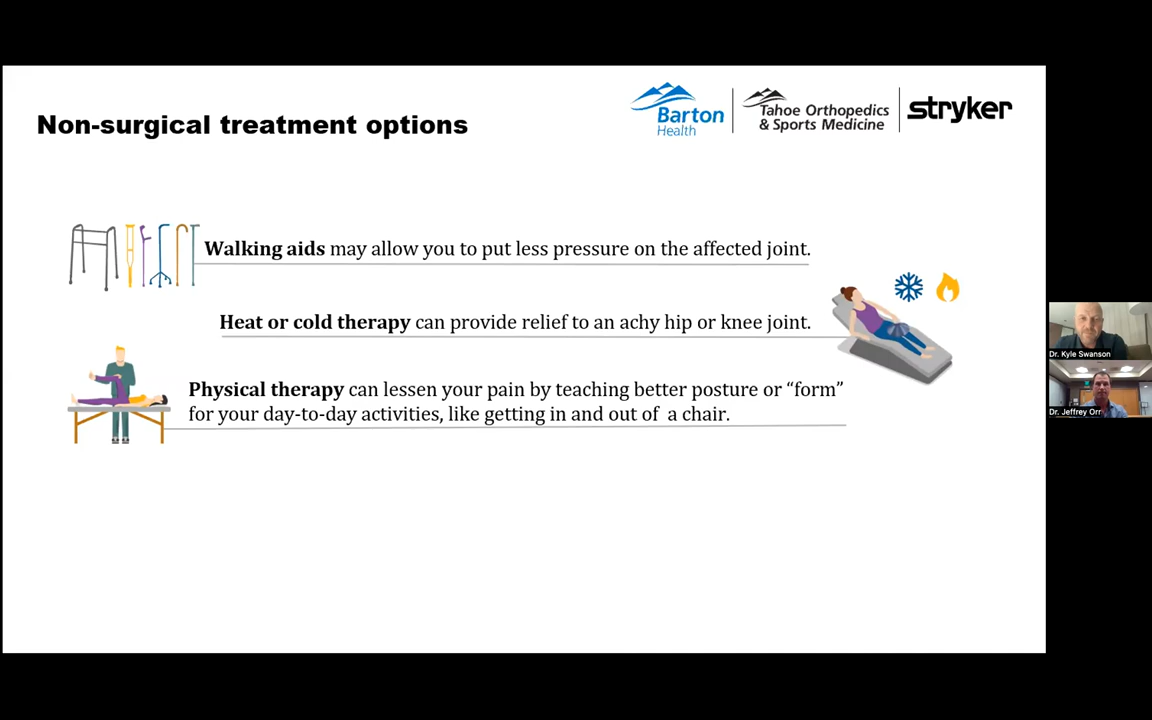 Non-surgical treatment options
Barton
Health
Tahoe Orthopedics
& Sports Medicine
stryker
Walking aids may allow you to put less pressure on the affected joint.
Heat or cold therapy can provide relief to an achy hip or knee joint.
Physical therapy can lessen your pain by teaching better posture or “form”
for your day-to-day activities, like getting in and out of a chair.
Dr. Kyle Swanson
Dr. Jeffrey Orr